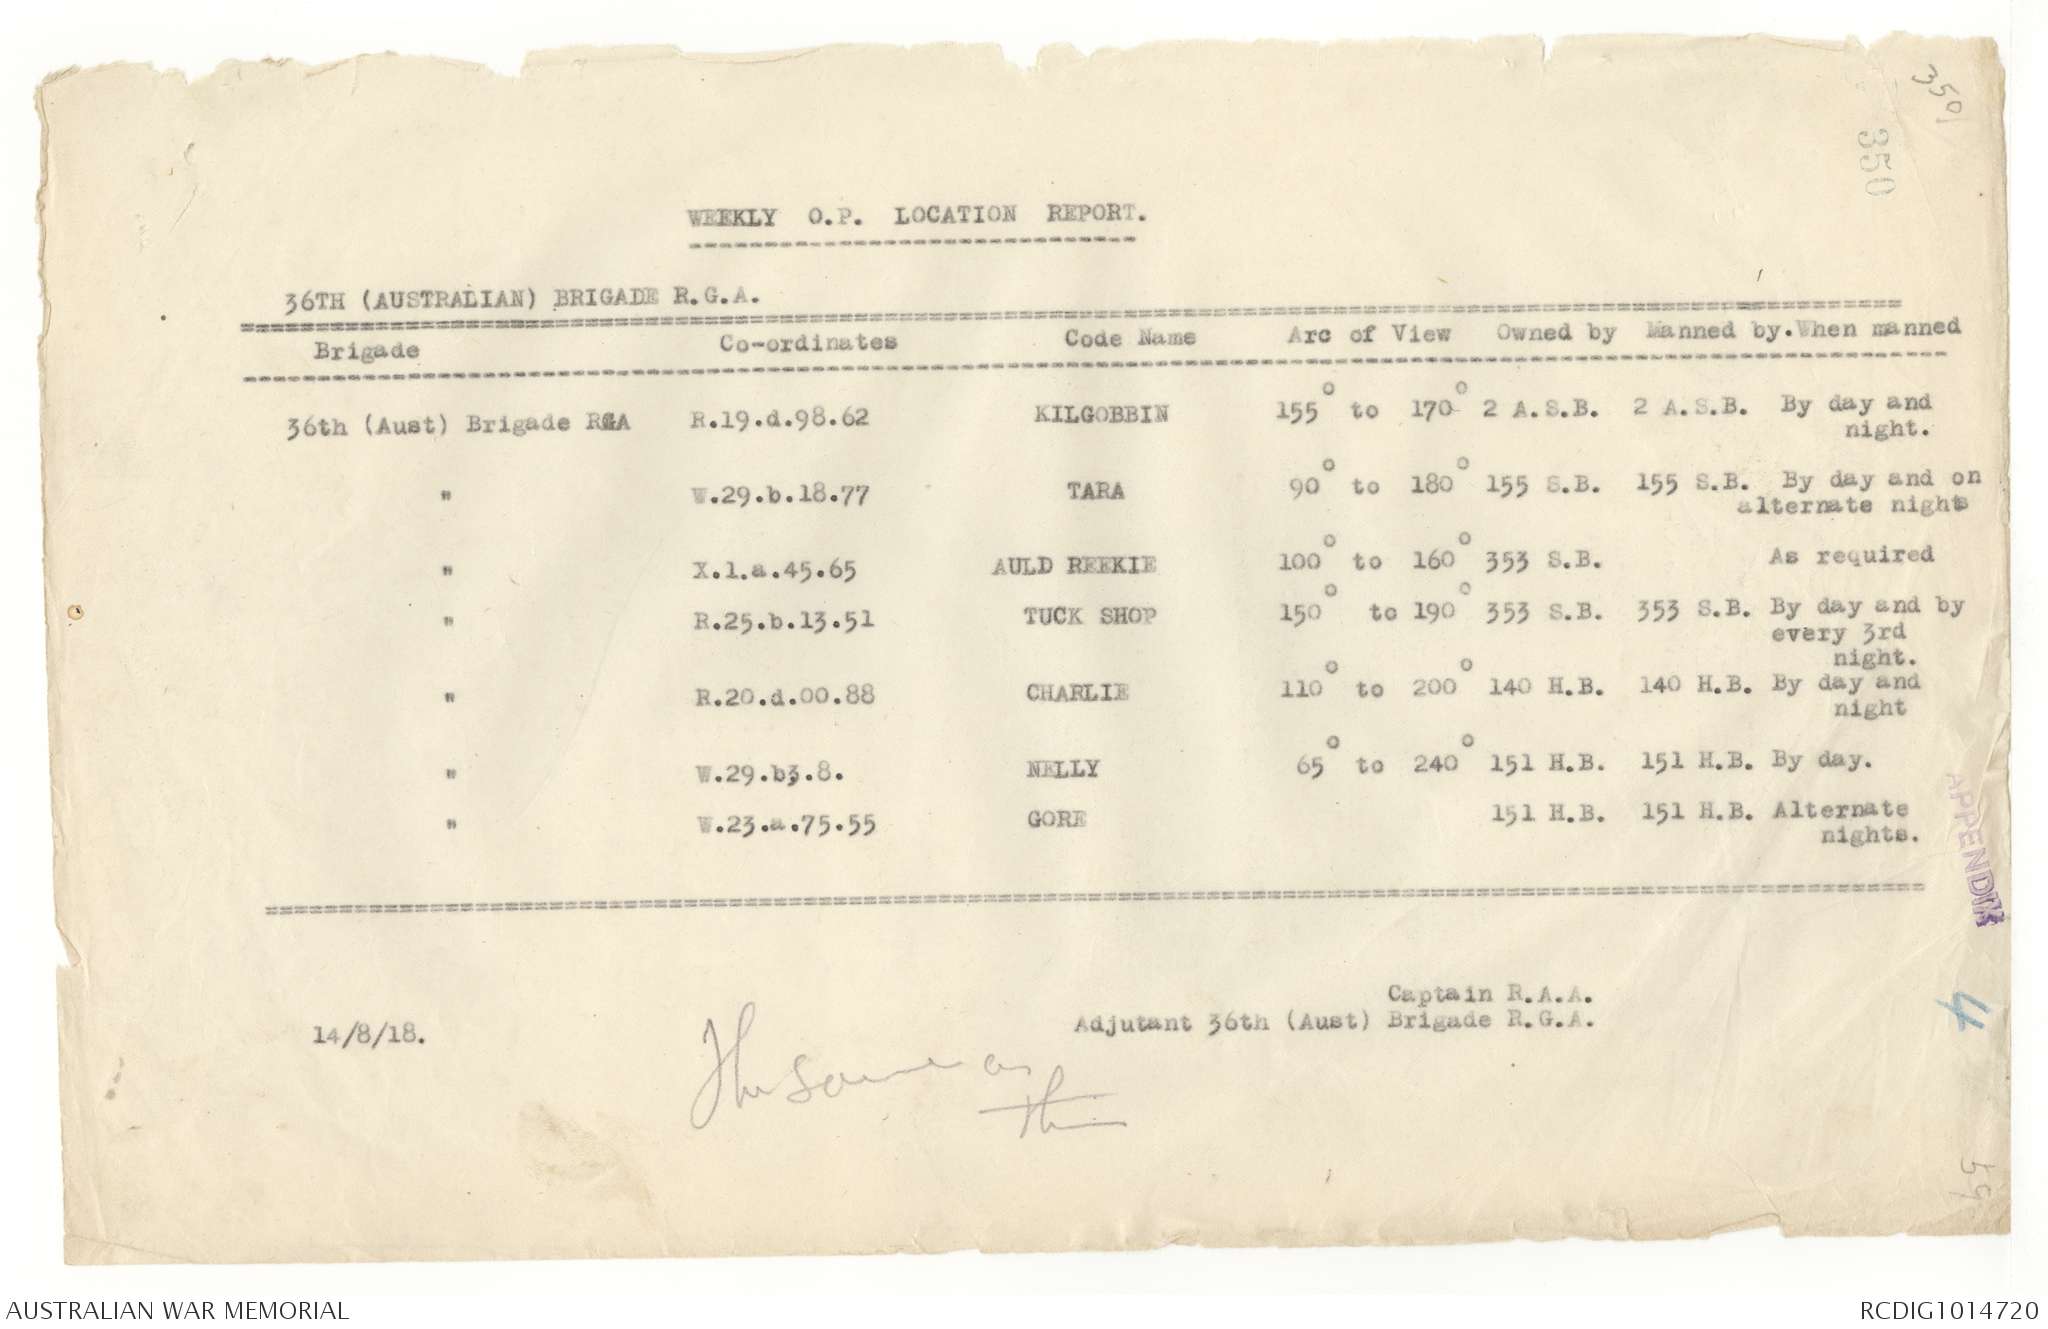 3501
350
WEEKLY O.P. LOCATION REPORT.
36TH (AUSTRALIAN) BRIGADE R.G.A.
Brigade Co-ordinates Code Name Arc of View Owned by Manned by. When manned
36th (Aust) Brigade RGA R.19.d.98.62 KILGOBBIN 155° to 170° 2 A.S.B. 2 A.S.B. By day and
night.
" W.29.b.18.77 TARA 90° to 180° 155 S.B. 155 S.B. By day and on
alternate nights
" X.1.a.45.65 AULD REEKIE 100° to 160° 353 S.B. As required
" R.25.b.13.51 TUCK SHOP 150° to 190° 353 S.B. 353 S.B. By day and by
every 3rd
night.
" R.20.d.00.88 CHARLIE 110° to 200° 140 H.B. 140 H.B. By day and
night
" W.29.b3.8. NELLY 65° to 240° 151 H.B. 151 H.B. By day.
" W.23.a.75.55 GORE 151 H.B. 151 H.B. Alternate
nights.
APPENDIX
4
Captain R.A.A.
14/8/18. Adjutant 36th (Aust) Brigade R.G.A.
59
AUSTRALIAN WAR MEMORIAL RCDIG1014720